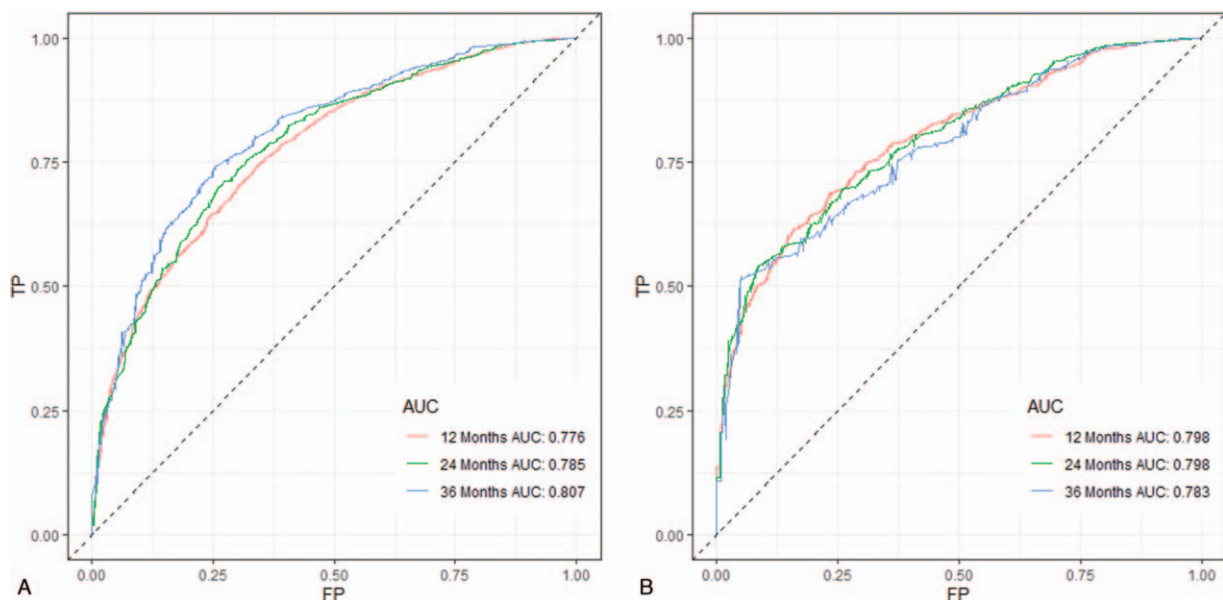 1.00
0.75
0.50
0.25
0.00
TP
AUC
12 Months AUC: 0.776
24 Months AUC: 0.785
36 Months AUC: 0.807
0.00 0.25 0.50 0.75 1.00
FP
A
1.00
0.75
0.50
0.25
0.00
TP
AUC
12 Months AUC: 0.798
24 Months AUC: 0.798
36 Months AUC: 0.783
0.00 0.25 0.50 0.75 1.00
FP
B